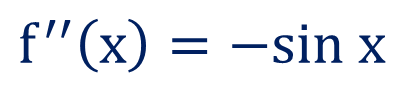 f″(x) = −sin x